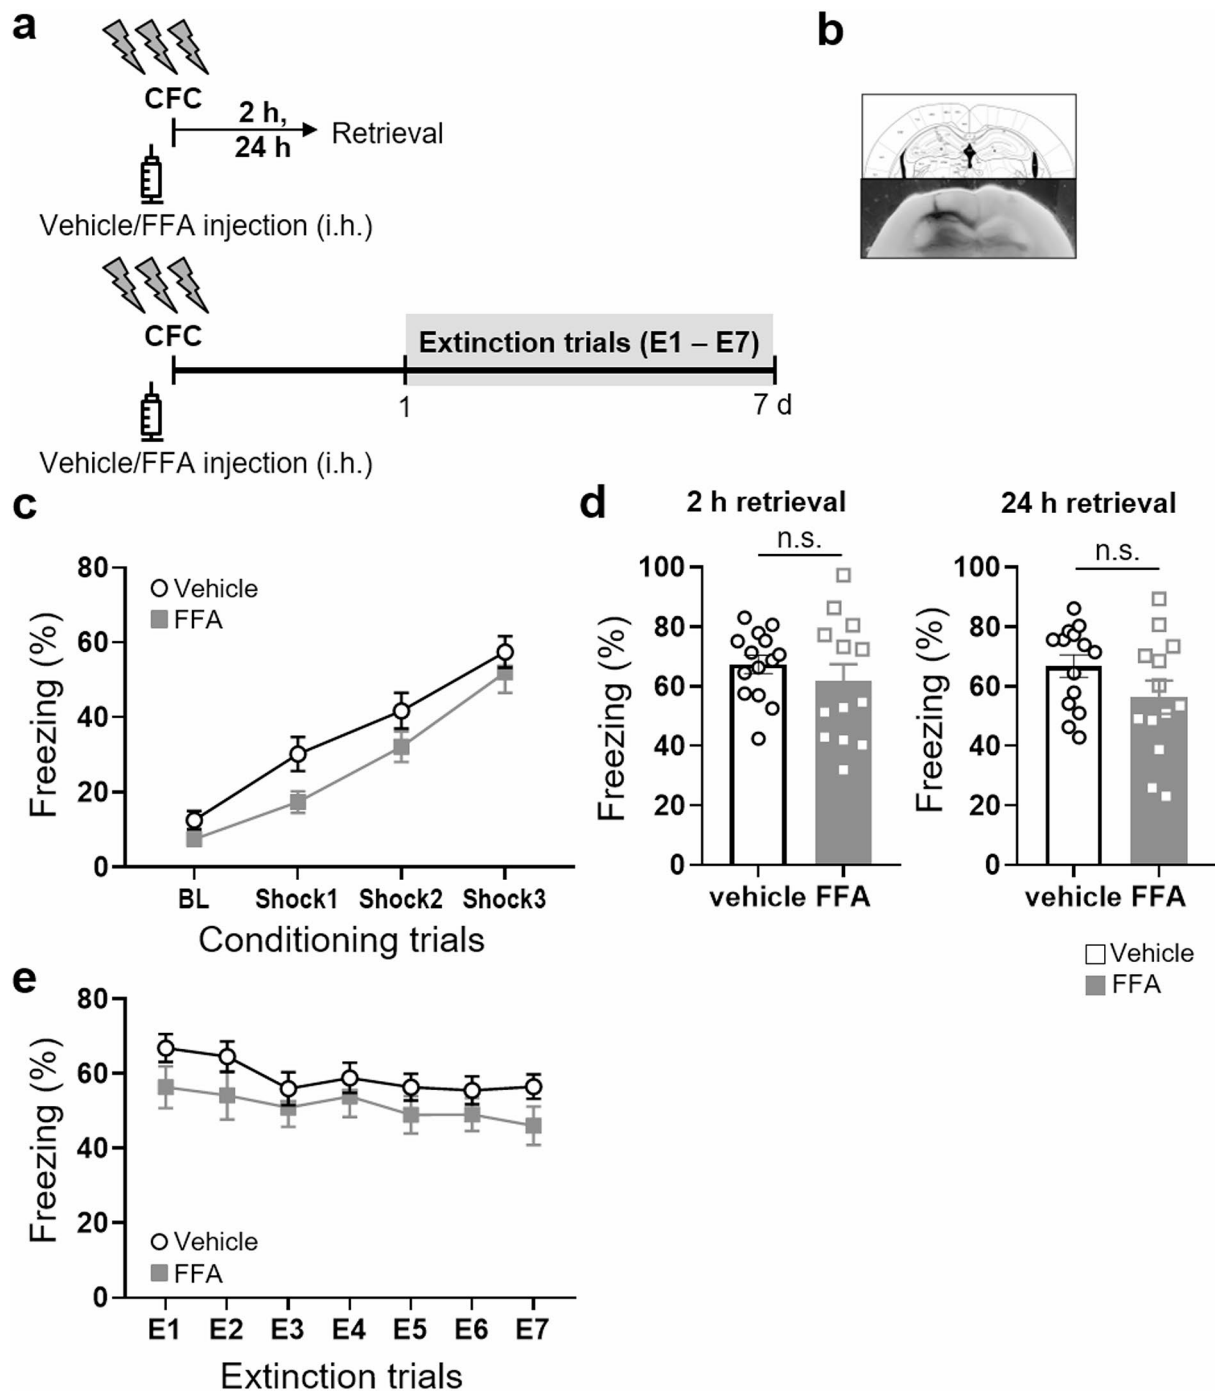 a
CFC
2 h,
24 h
Retrieval
Vehicle/FFA injection (i.h.)
CFC
Extinction trials (E1 – E7)
1
7 d
Vehicle/FFA injection (i.h.)
b
c
80
60
40
20
0
Freezing (%)
Vehicle
FFA
BL Shock1 Shock2 Shock3
Conditioning trials
d
2 h retrieval
n.s.
100
80
60
40
20
0
Freezing (%)
vehicle FFA
24 h retrieval
n.s.
100
80
60
40
20
0
Freezing (%)
vehicle FFA
Vehicle
FFA
e
80
60
40
20
0
Freezing (%)
Vehicle
FFA
E1 E2 E3 E4 E5 E6 E7
Extinction trials